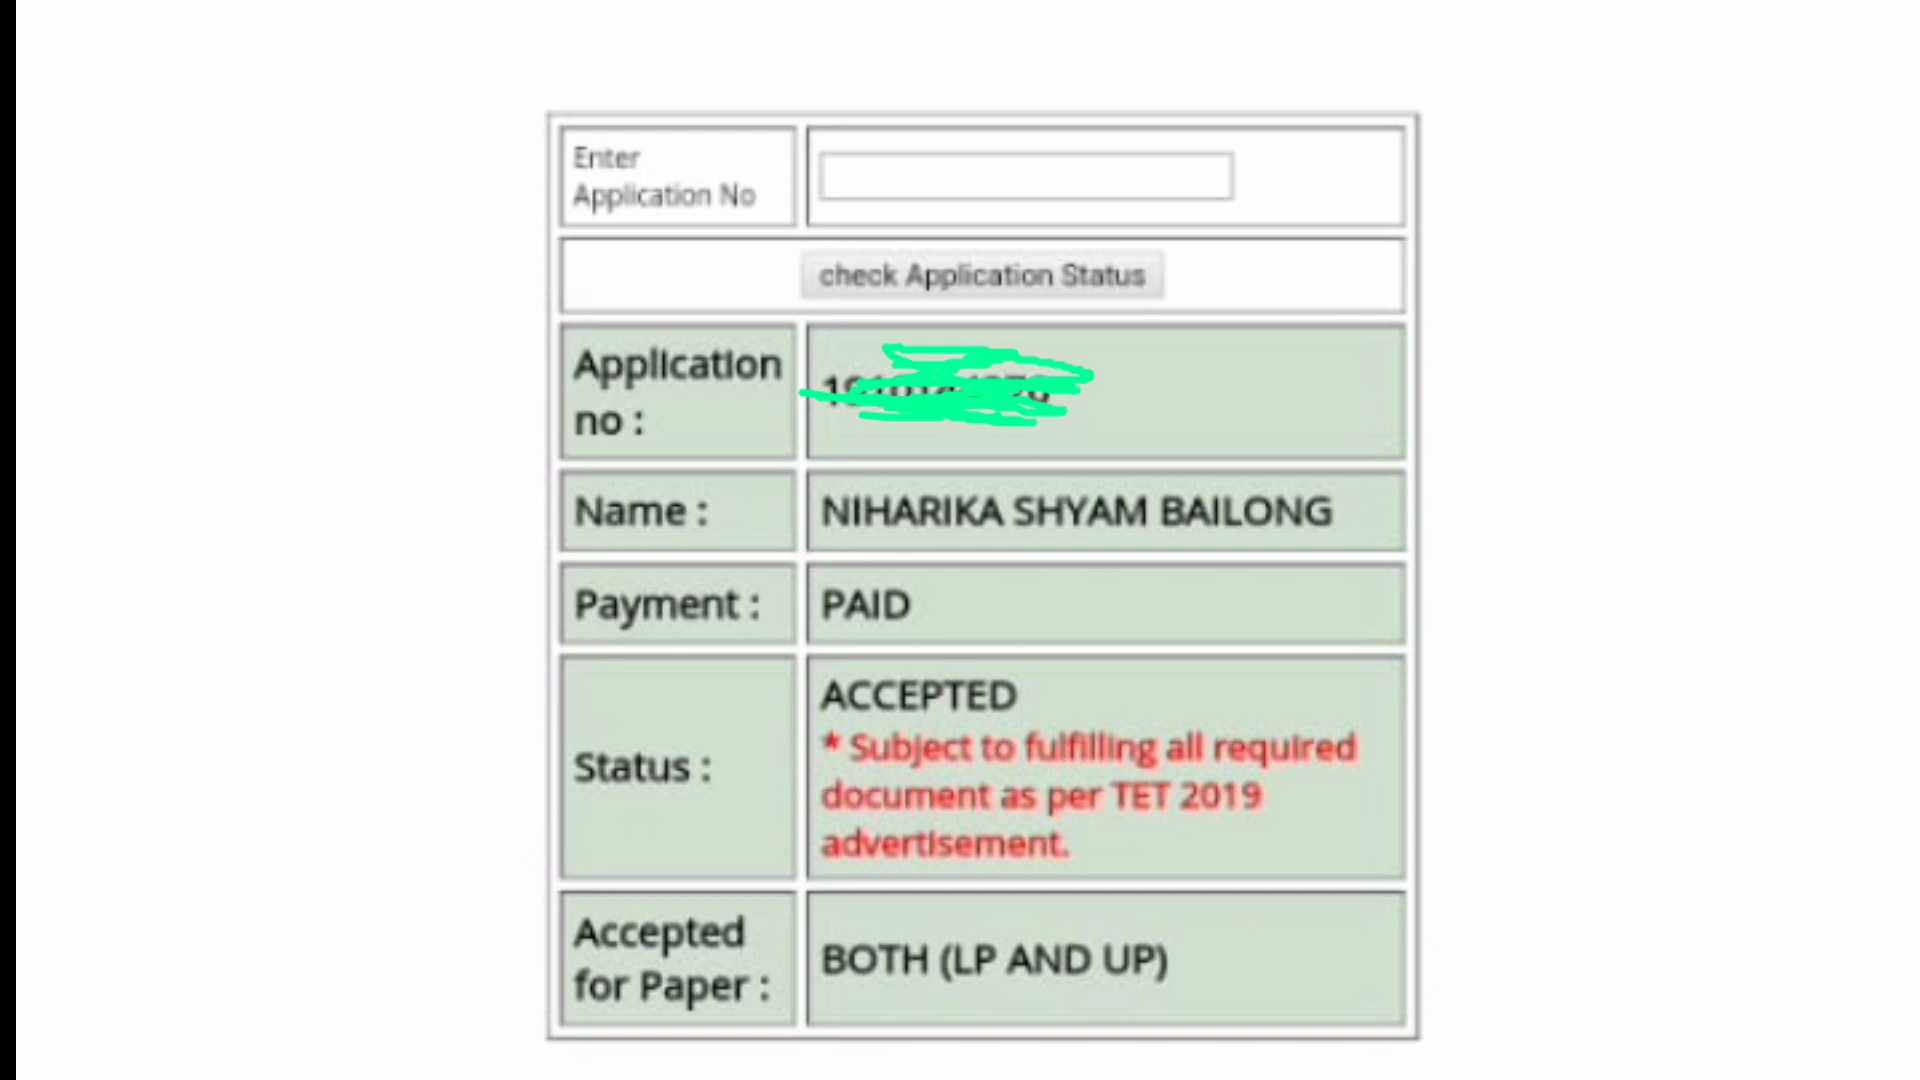 Enter
Application No
check Application Status
Application
no :
Name :
NIHARIKA SHYAM BAILONG
Payment :
PAID
Status :
ACCEPTED
* Subject to fulfilling all required
document as per TET 2019
advertisement.
Accepted
for Paper :
BOTH (LP AND UP)